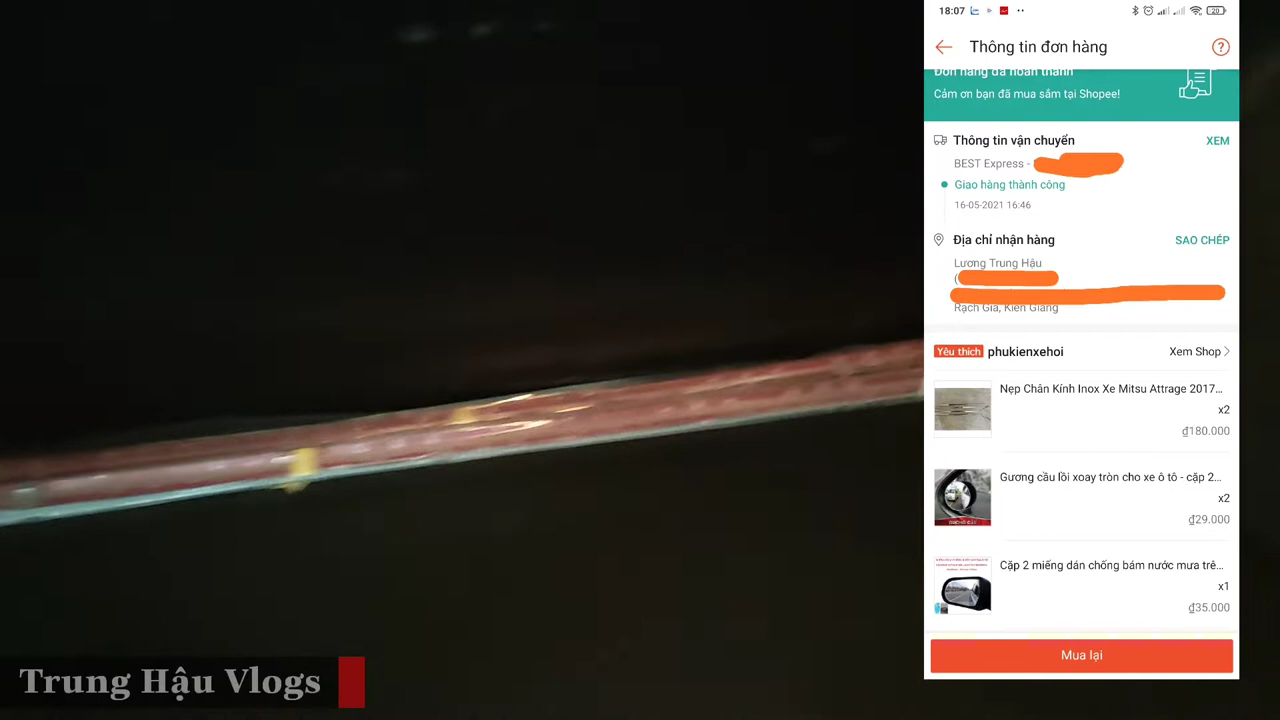 18:07
20
Thông tin đơn hàng
Đơn hàng đã hoàn thành
Cảm ơn bạn đã mua sắm tại Shopee!
Thông tin vận chuyển
XEM
BEST Express -
Giao hàng thành công
16-05-2021 16:46
Địa chỉ nhận hàng
SAO CHÉP
Lương Trung Hậu
(
Rạch Giá, Kiên Giang
Yêu thích phukienxehoi
Xem Shop
Nẹp Chân Kính Inox Xe Mitsu Attrage 2017...
x2
₫180.000
Gương cầu lồi xoay tròn cho xe ô tô - cặp 2...
x2
₫29.000
Cặp 2 miếng dán chống bám nước mưa trê...
x1
₫35.000
Mua lại
Trung Hậu Vlogs